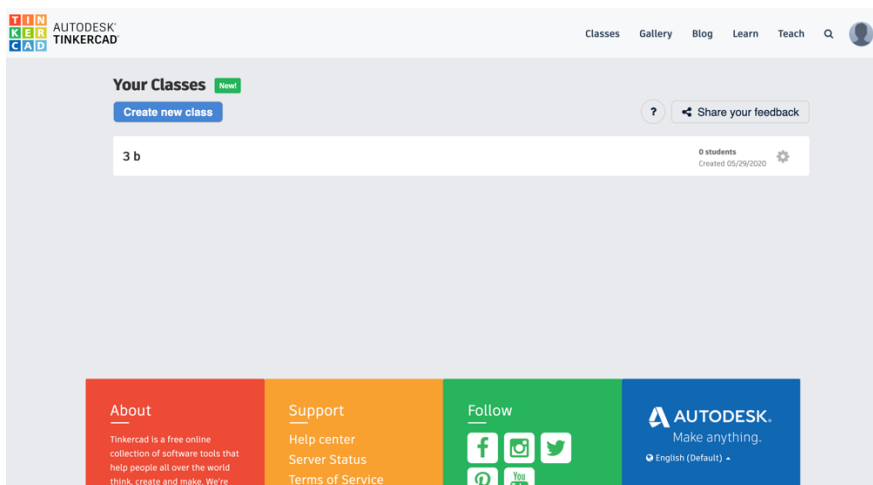 TIN
KER
CAD
AUTODESK®
TINKERCAD®
Classes Gallery Blog Learn Teach
Your Classes New!
Create new class
?
Share your feedback
3 b
0 students
Created 05/29/2020
About
Tinkercad is a free online
collection of software tools that
help people all over the world
think, create and make. We're
Support
Help center
Server Status
Terms of Service
Follow
You
AUTODESK.
Make anything.
English (Default)